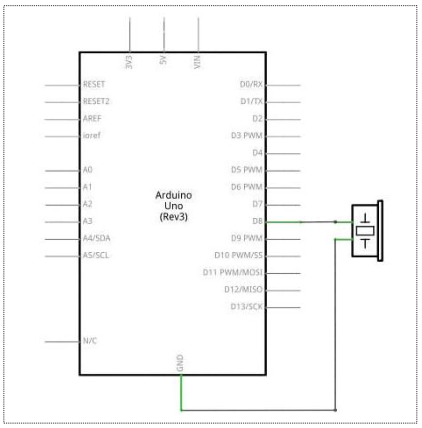 3V3
5V
VIN
RESET
RESET2
AREF
ioref
A0
A1
A2
A3
A4/SDA
A5/SCL
N/C
Arduino
Uno
(Rev3)
D0/RX
D1/TX
D2
D3 PWM
D4
D5 PWM
D6 PWM
D7
D8
D9 PWM
D10 PWM/SS
D11 PWM/MOSI
D12/MISO
D13/SCK
GND